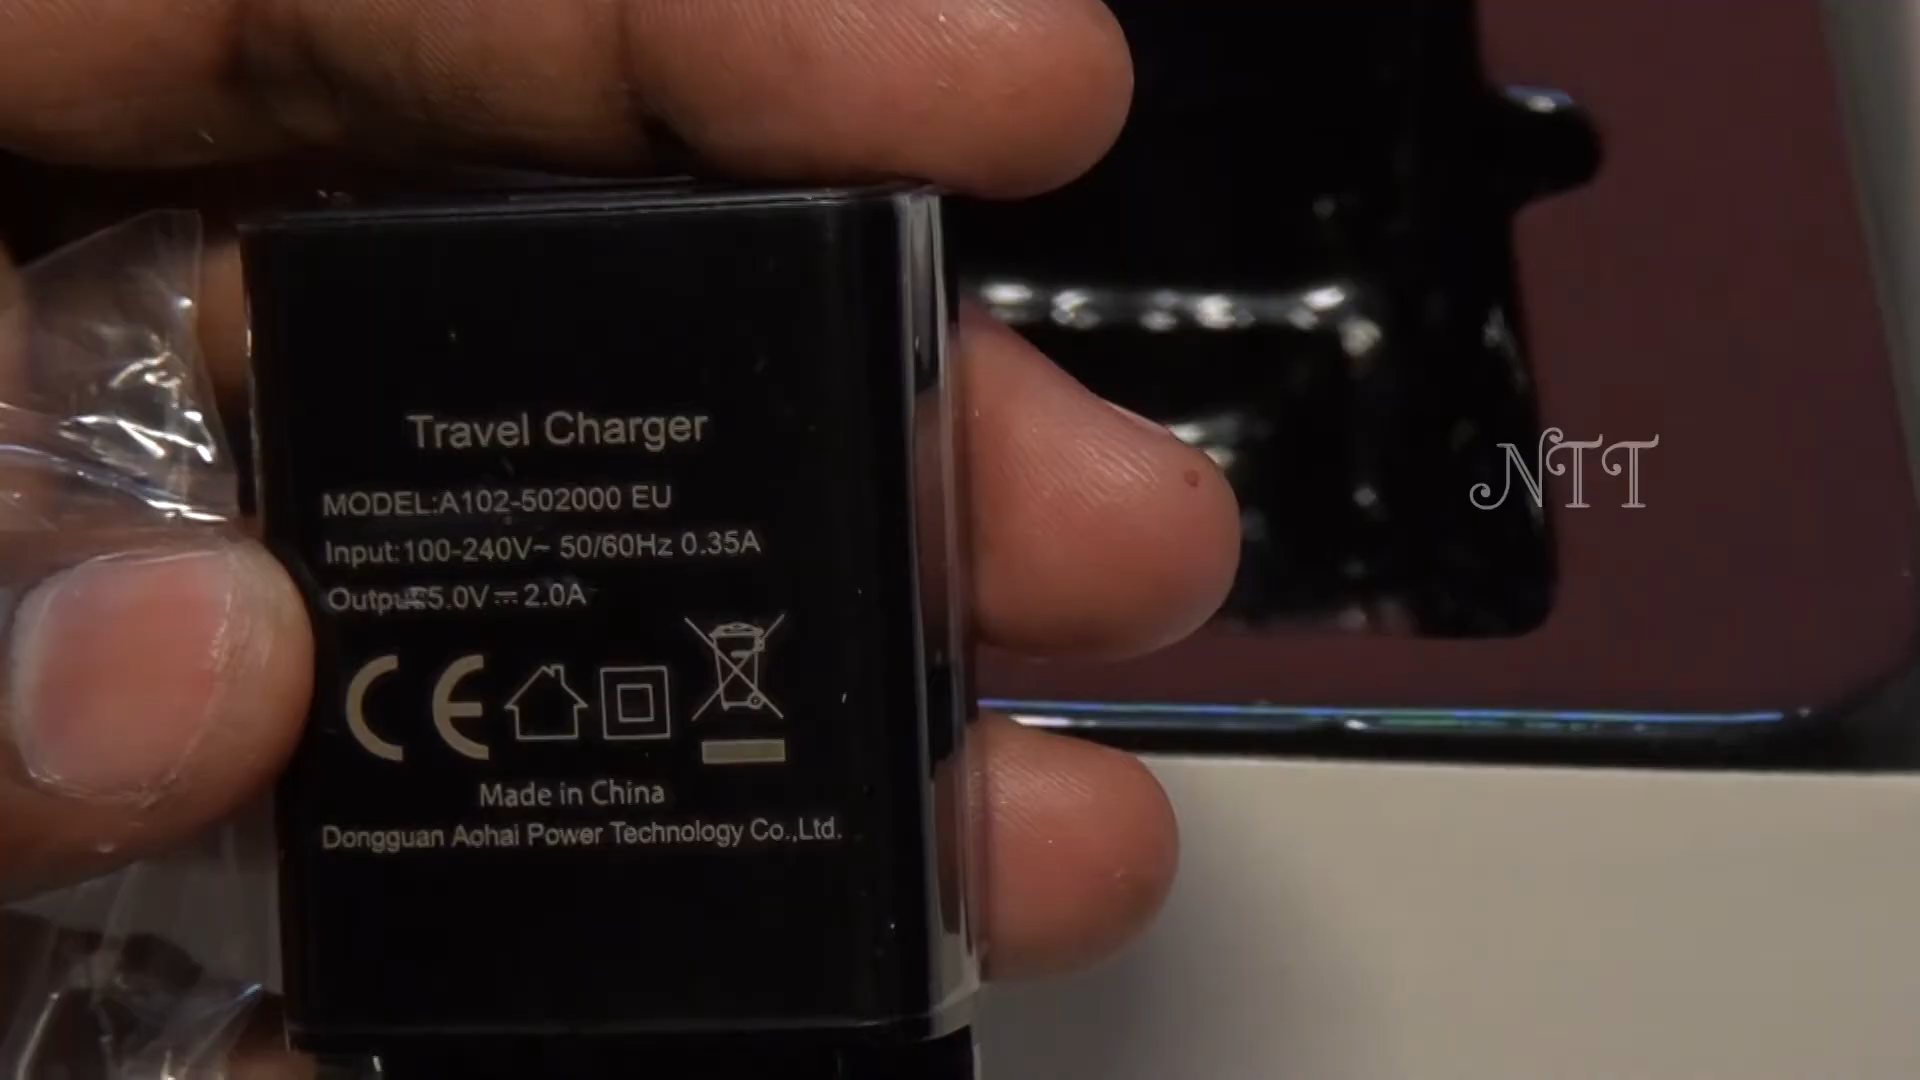 Travel Charger
MODEL:A102-502000 EU
Input:100-240V~ 50/60Hz 0.35A
Output:5.0V⎓2.0A
CE
Made in China
Dongguan Aohai Power Technology Co.,Ltd.
NTT